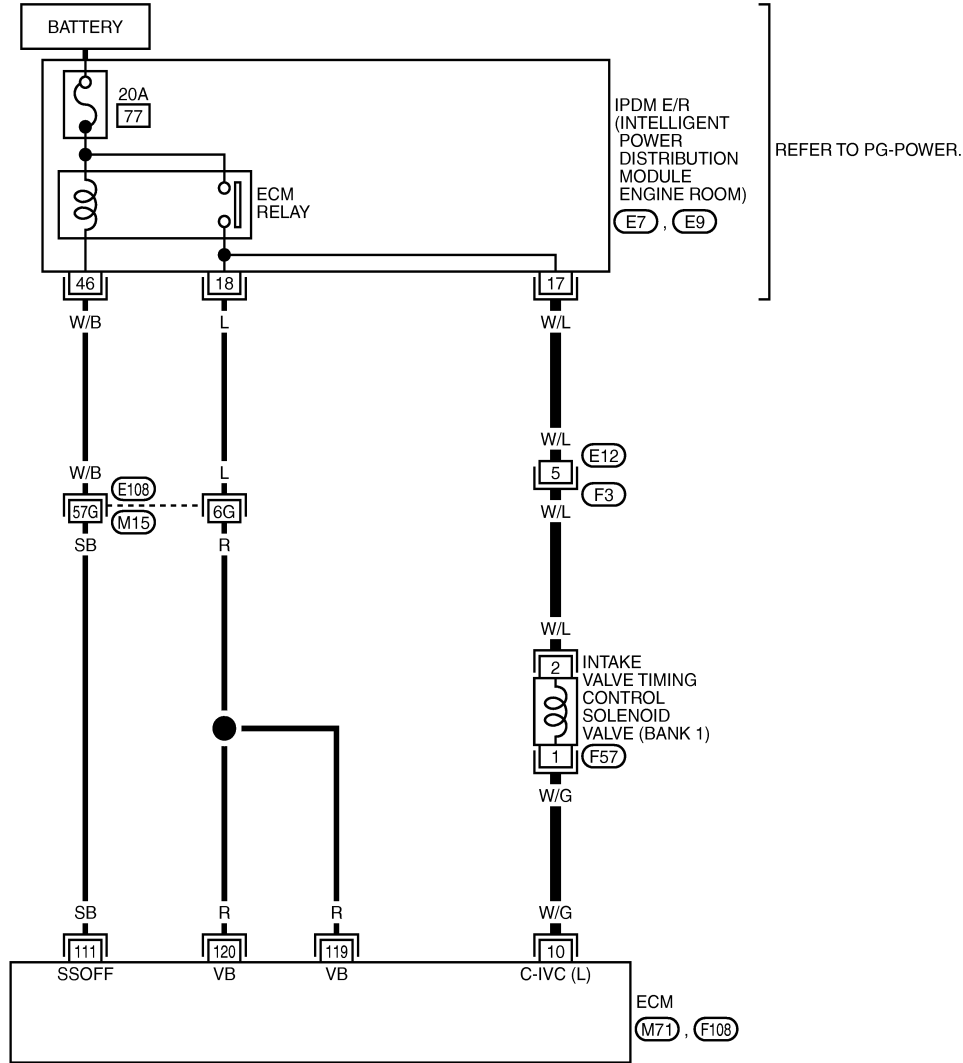 BATTERY
20A
77
IPDM E/R
(INTELLIGENT
POWER
DISTRIBUTION
MODULE
ENGINE ROOM)
E7 , E9
REFER TO PG-POWER.
ECM
RELAY
46 18 17
W/B L W/L
W/B L W/L
E12
5
F3
W/L
E108
57G 6G
M15
SB R
W/L
2
INTAKE
VALVE TIMING
CONTROL
SOLENOID
VALVE (BANK 1)
1 F57
W/G
SB R R W/G
111 120 119 10
SSOFF VB VB C-IVC (L)
ECM
M71 , F108